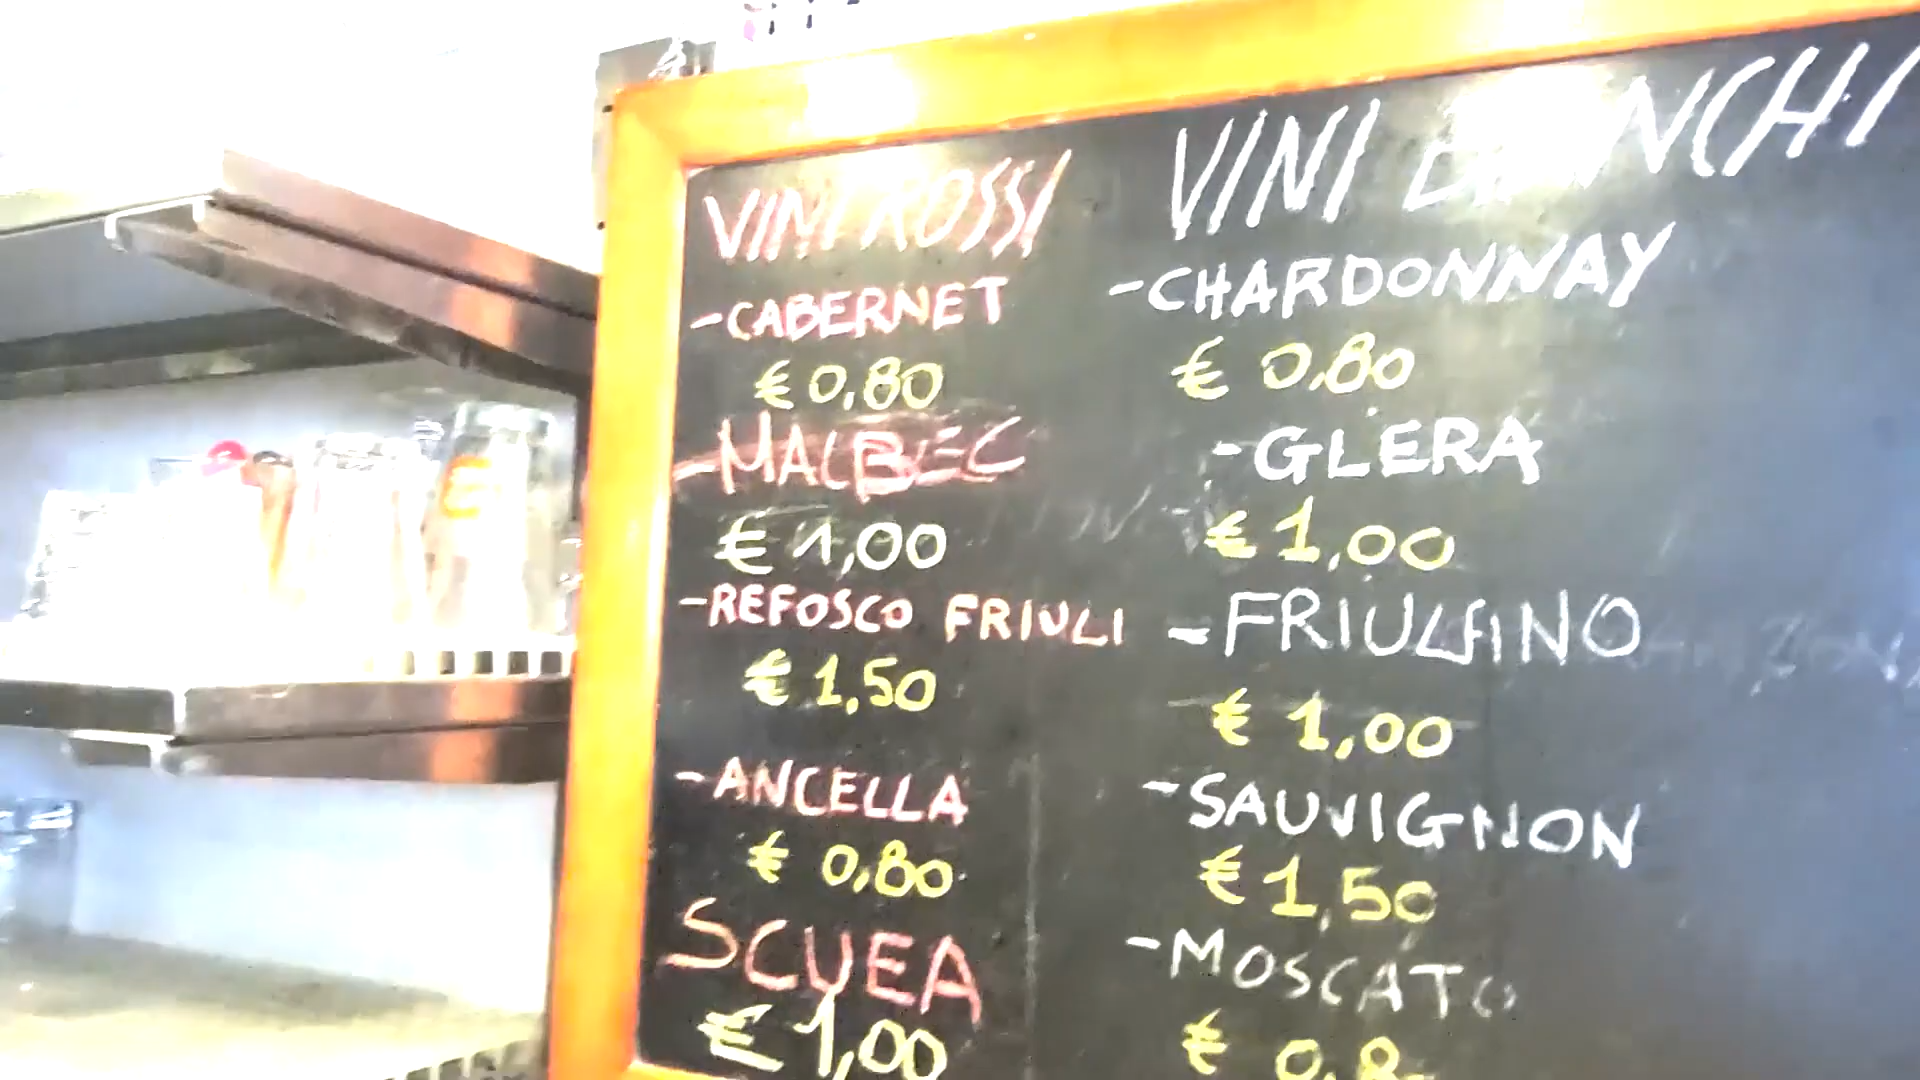 VINI ROSSI
-CABERNET
€ 0,80
-MALBEC
€ 1,00
-REFOSCO FRIULI
€ 1,50
-ANCELLA
€ 0,80
SCUEA
€ 1,00
VINI
-CHARDONNAY
€ 0,80
-GLERA
€ 1,00
-FRIULANO
€ 1,00
-SAUVIGNON
€ 1,50
-MOSCATO
€